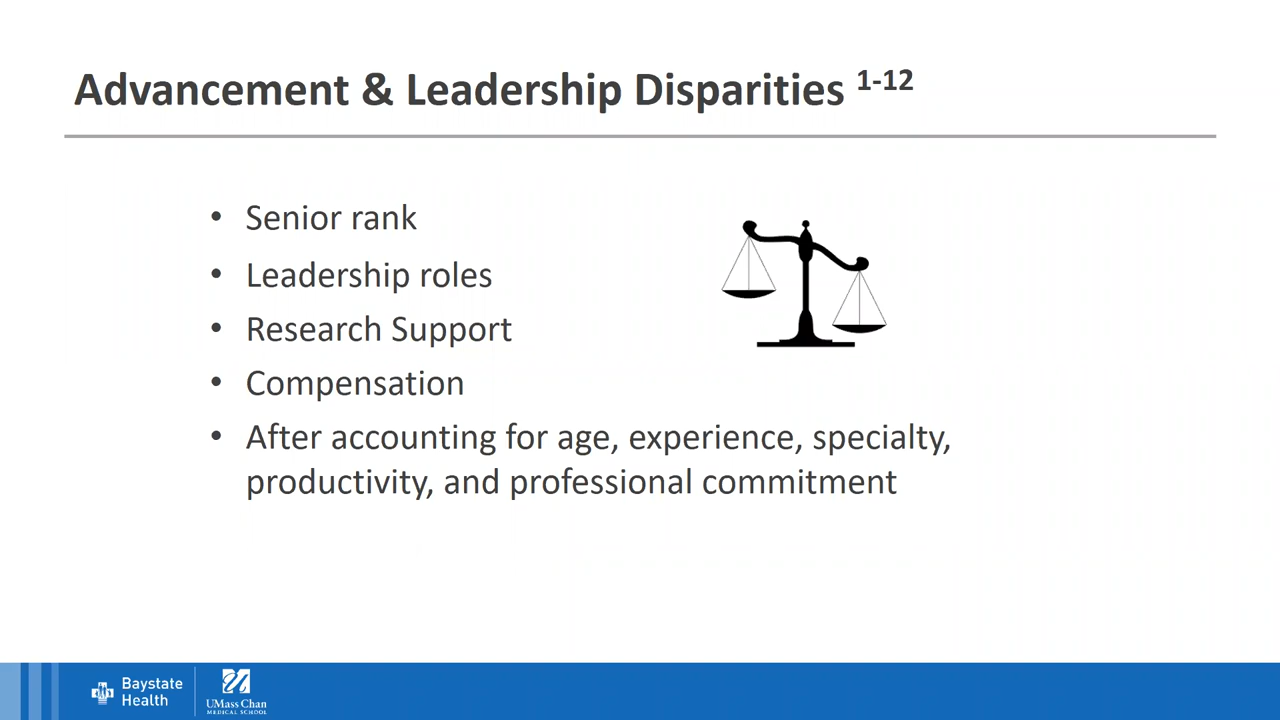 Advancement & Leadership Disparities 1-12
• Senior rank
• Leadership roles
• Research Support
• Compensation
• After accounting for age, experience, specialty,
productivity, and professional commitment
Baystate
Health
UMass Chan
MEDICAL SCHOOL